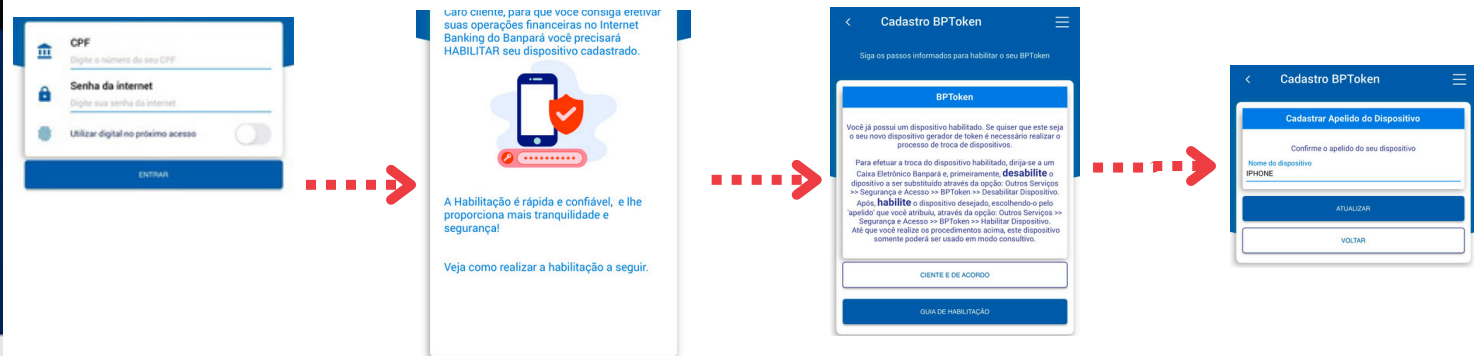 CPF
Digite o número do seu CPF
Senha da internet
Digite sua senha da internet
Utilizar digital no próximo acesso
ENTRAR
Caro cliente, para que você consiga efetivar
suas operações financeiras no Internet
Banking do Banpará você precisará
HABILITAR seu dispositivo cadastrado.
A Habilitação é rápida e confiável, e lhe
proporciona mais tranquilidade e
segurança!
Veja como realizar a habilitação a seguir.
Cadastro BPToken
Siga os passos informados para habilitar o seu BPToken
BPToken
Você já possui um dispositivo habilitado. Se quiser que este seja
o seu novo dispositivo gerador de token é necessário realizar o
processo de troca de dispositivos.
Para efetuar a troca do dispositivo habilitado, dirija-se a um
Caixa Eletrônico Banpará e, primeiramente, desabilite o
dipositivo a ser substituído através da opção: Outros Serviços
>> Segurança e Acesso >> BPToken >> Desabilitar Dispositivo.
Após, habilite o dispositivo desejado, escolhendo-o pelo
'apelido' que você atribuiu, através da opção: Outros Serviços >>
Segurança e Acesso >> BPToken >> Habilitar Dispositivo.
Até que você realize os procedimentos acima, este dispositivo
somente poderá ser usado em modo consultivo.
CIENTE E DE ACORDO
GUIA DE HABILITAÇÃO
Cadastro BPToken
Cadastrar Apelido do Dispositivo
Confirme o apelido do seu dispositivo
Nome do dispositivo
IPHONE
ATUALIZAR
VOLTAR